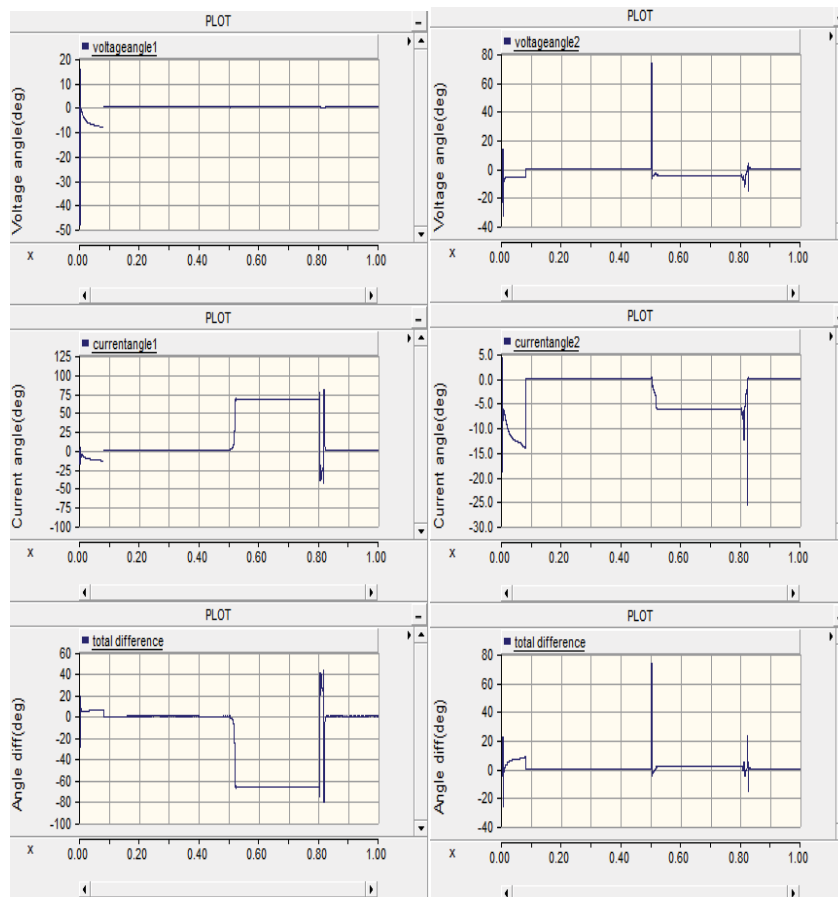 PLOT
voltageangle1
Voltage angle(deg)
20
10
0
-10
-20
-30
-40
-50
x 0.00 0.20 0.40 0.60 0.80 1.00
PLOT
voltageangle2
Voltage angle(deg)
80
60
40
20
0
-20
-40
x 0.00 0.20 0.40 0.60 0.80 1.00
PLOT
currentangle1
Current angle(deg)
125
100
75
50
25
0
-25
-50
-75
-100
x 0.00 0.20 0.40 0.60 0.80 1.00
PLOT
currentangle2
Current angle(deg)
5.0
0.0
-5.0
-10.0
-15.0
-20.0
-25.0
-30.0
x 0.00 0.20 0.40 0.60 0.80 1.00
PLOT
total difference
Angle diff(deg)
60
40
20
0
-20
-40
-60
-80
-100
x 0.00 0.20 0.40 0.60 0.80 1.00
PLOT
total difference
Angle diff(deg)
80
60
40
20
0
-20
-40
x 0.00 0.20 0.40 0.60 0.80 1.00